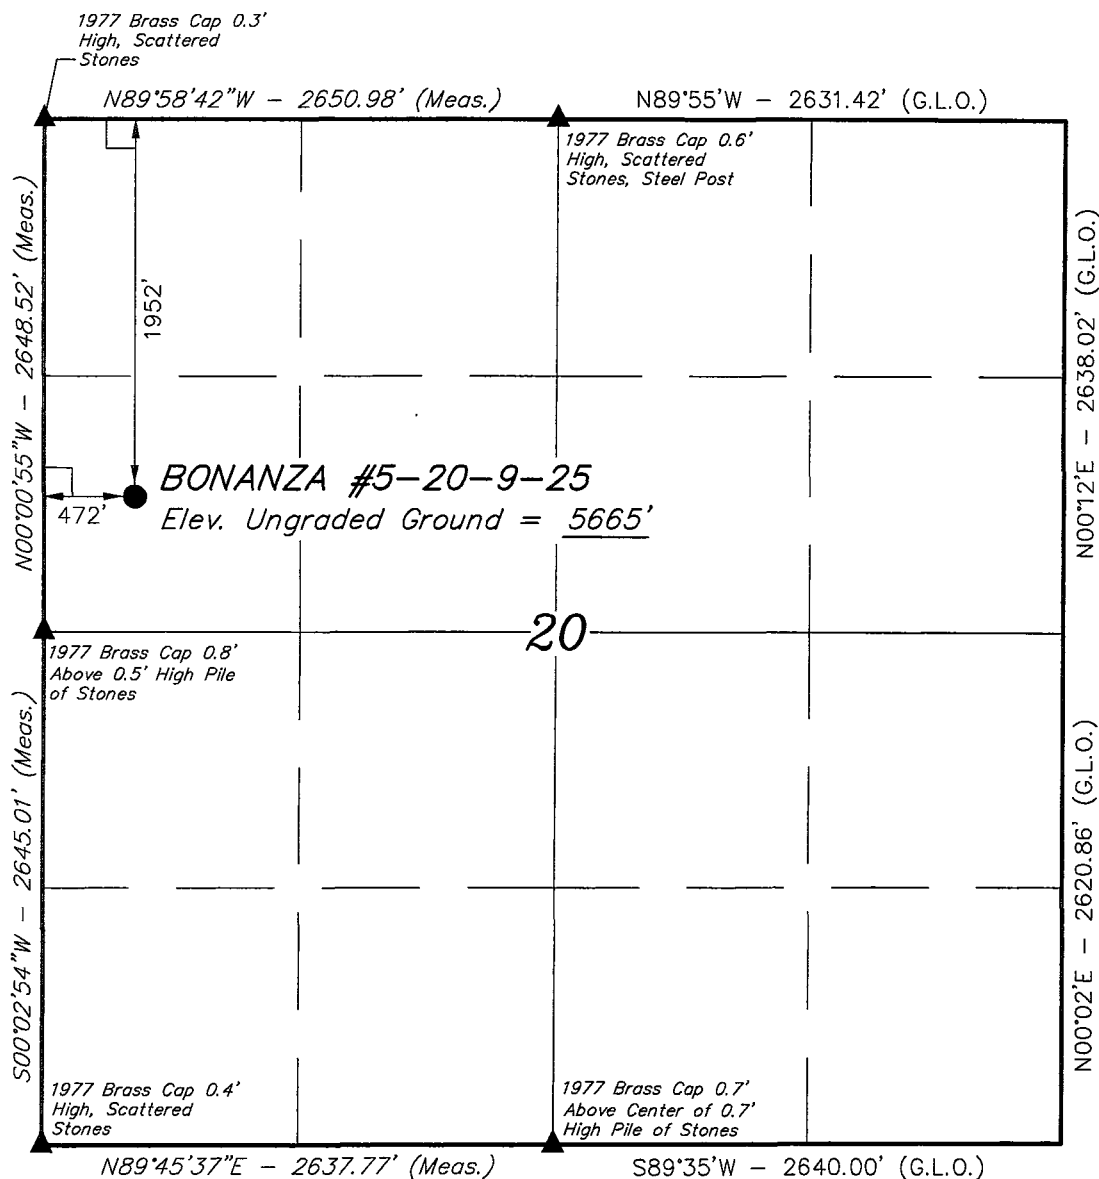 1977 Brass Cap 0.3'
High, Scattered
Stones
N89°58'42"W - 2650.98' (Meas.)
N89°55'W - 2631.42' (G.L.O.)
1977 Brass Cap 0.6'
High, Scattered
Stones, Steel Post
N00°00'55"W - 2648.52' (Meas.)
1952'
N00°12'E - 2638.02' (G.L.O.)
472'
BONANZA #5-20-9-25
Elev. Ungraded Ground = 5665'
20
1977 Brass Cap 0.8'
Above 0.5' High Pile
of Stones
S00°02'54"W - 2645.01' (Meas.)
N00°02'E - 2620.86' (G.L.O.)
1977 Brass Cap 0.4'
High, Scattered
Stones
1977 Brass Cap 0.7'
Above Center of 0.7'
High Pile of Stones
N89°45'37"E - 2637.77' (Meas.)
S89°35'W - 2640.00' (G.L.O.)